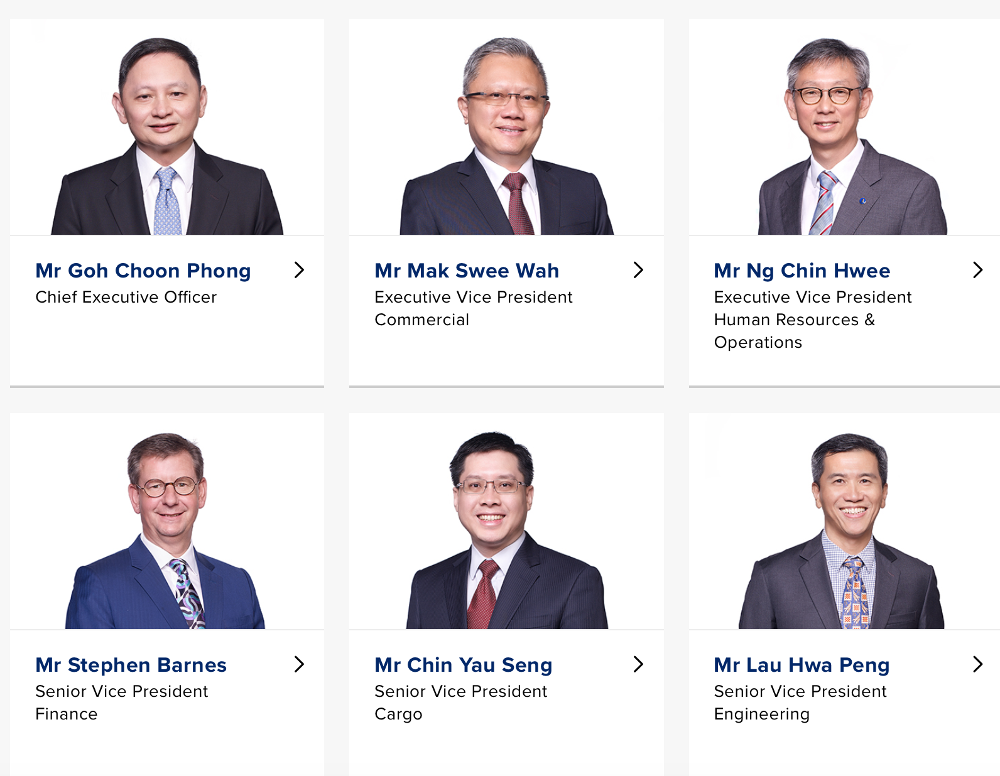 Mr Goh Choon Phong
Chief Executive Officer
Mr Mak Swee Wah
Executive Vice President
Commercial
Mr Ng Chin Hwee
Executive Vice President
Human Resources &
Operations
Mr Stephen Barnes
Senior Vice President
Finance
Mr Chin Yau Seng
Senior Vice President
Cargo
Mr Lau Hwa Peng
Senior Vice President
Engineering